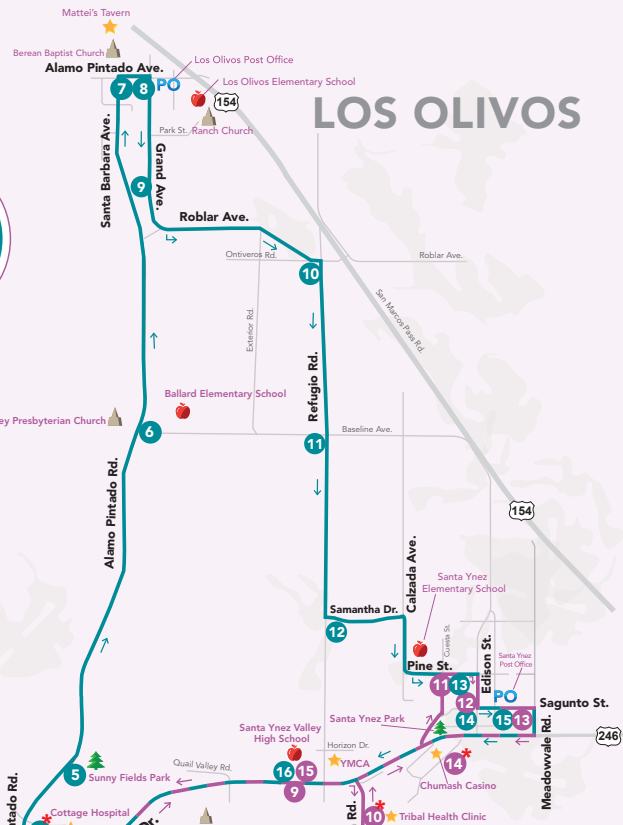 Mattei's Tavern
Berean Baptist Church
Alamo Pintado Ave.
Los Olivos Post Office
PO
7
8
Los Olivos Elementary School
154
LOS OLIVOS
Park St.
Ranch Church
Santa Barbara Ave.
Grand Ave.
9
Roblar Ave.
Ontiveros Rd.
Roblar Ave.
10
San Marcos Pass Rd.
Exterior Rd.
Refugio Rd.
Ballard Elementary School
ey Presbyterian Church
6
Baseline Ave.
11
Alamo Pintado Rd.
154
Calzada Ave.
Santa Ynez
Elementary School
Samantha Dr.
12
Cuesta St.
Edison St.
Santa Ynez
Post Office
Pine St.
11
13
PO
12
Sagunto St.
Santa Ynez Park
14
15
13
246
Meadowvale Rd.
Santa Ynez Valley
High School
Horizon Dr.
YMCA
14
Chumash Casino
Quail Valley Rd.
16
15
9
5
Sunny Fields Park
ntado Rd.
Cottage Hospital
Dr.
Rd.
10
Tribal Health Clinic